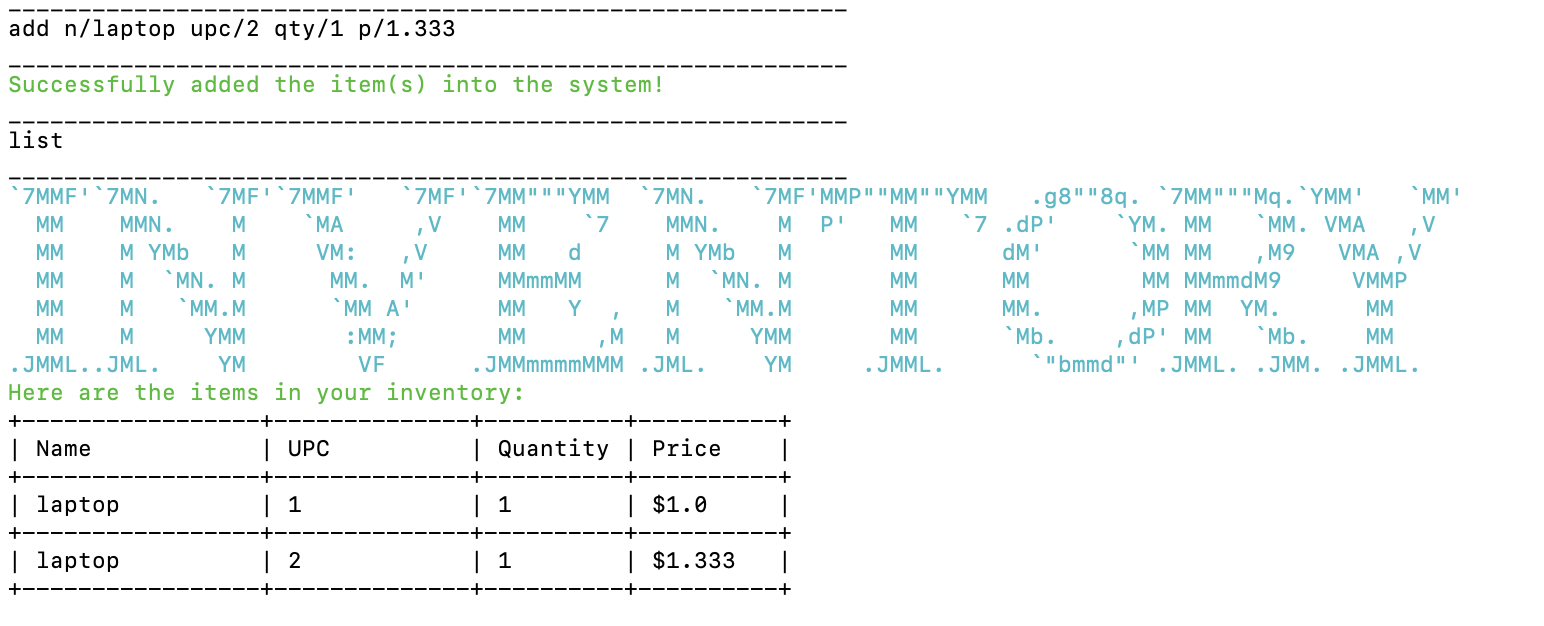 ____________________________________________________________
add n/laptop upc/2 qty/1 p/1.333
____________________________________________________________
Successfully added the item(s) into the system!
____________________________________________________________
list
____________________________________________________________
`7MMF'`7MN.   `7MF'`7MMF'   `7MF'`7MM"""YMM  `7MN.   `7MF'MMP""MM""YMM   .g8""8q. `7MM"""Mq.`YMM'   `MM'
  MM    MMN.    M    `MA     ,V    MM    `7    MMN.    M  P'   MM   `7 .dP'    `YM. MM   `MM. VMA   ,V
  MM    M YMb   M     VM:   ,V     MM   d      M YMb   M       MM      dM'      `MM MM   ,M9   VMA ,V
  MM    M  `MN. M      MM.  M'     MMmmMM      M  `MN. M       MM      MM        MM MMmmdM9     VMMP
  MM    M   `MM.M      `MM A'      MM   Y  ,   M   `MM.M       MM      MM.      ,MP MM  YM.      MM
  MM    M     YMM       :MM;       MM     ,M   M     YMM       MM      `Mb.    ,dP' MM   `Mb.    MM
.JMML..JML.    YM        VF      .JMMmmmmMMM .JML.    YM     .JMML.      `"bmmd"' .JMML. .JMM. .JMML.
Here are the items in your inventory:
+-----------------+--------------+----------+----------+
| Name            | UPC          | Quantity | Price    |
+-----------------+--------------+----------+----------+
| laptop          | 1            | 1        | $1.0     |
+-----------------+--------------+----------+----------+
| laptop          | 2            | 1        | $1.333   |
+-----------------+--------------+----------+----------+